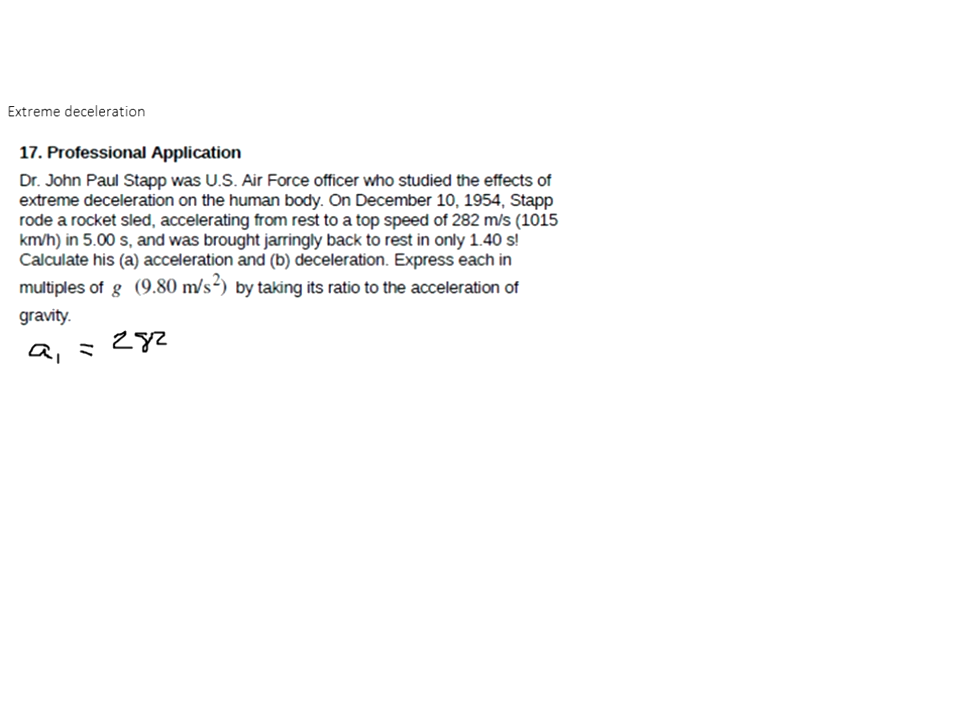 Extreme deceleration
17. Professional Application
Dr. John Paul Stapp was U.S. Air Force officer who studied the effects of
extreme deceleration on the human body. On December 10, 1954, Stapp
rode a rocket sled, accelerating from rest to a top speed of 282 m/s (1015
km/h) in 5.00 s, and was brought jarringly back to rest in only 1.40 s!
Calculate his (a) acceleration and (b) deceleration. Express each in
multiples of g (9.80 m/s²) by taking its ratio to the acceleration of
gravity.
a₁ = 282